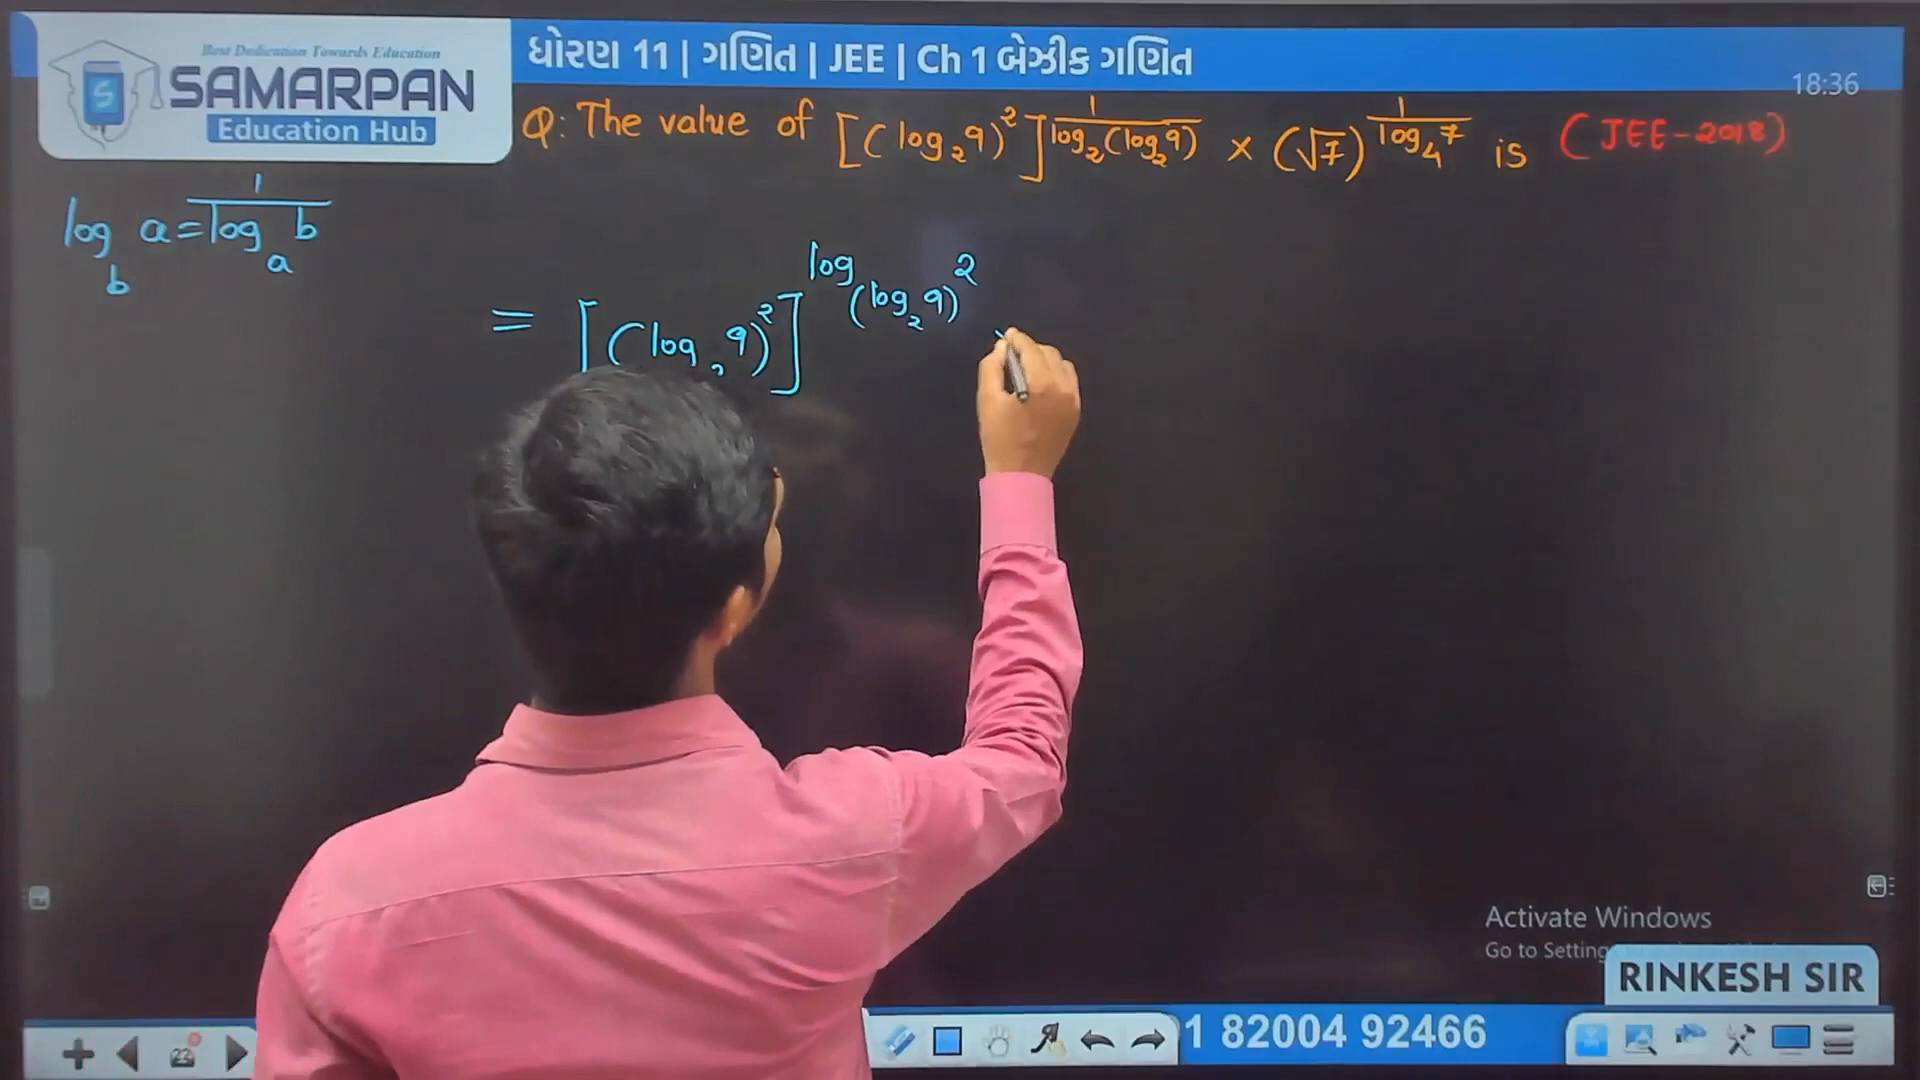 Best Dedication Towards Education
SAMARPAN
Education Hub
ધોરણ 11 | ગણિત | JEE | Ch 1 બેઝીક ગણિત
18:36
Q: The value of [(log₂9)²]^(1/log₂(log₂9)) × (√7)^(1/log₄7) is (JEE-2018)
log_b a = 1/log_a b
= [(log₂9)²]^(log_(log₂9) 2)
Activate Windows
Go to Setting
RINKESH SIR
22
1 82004 92466